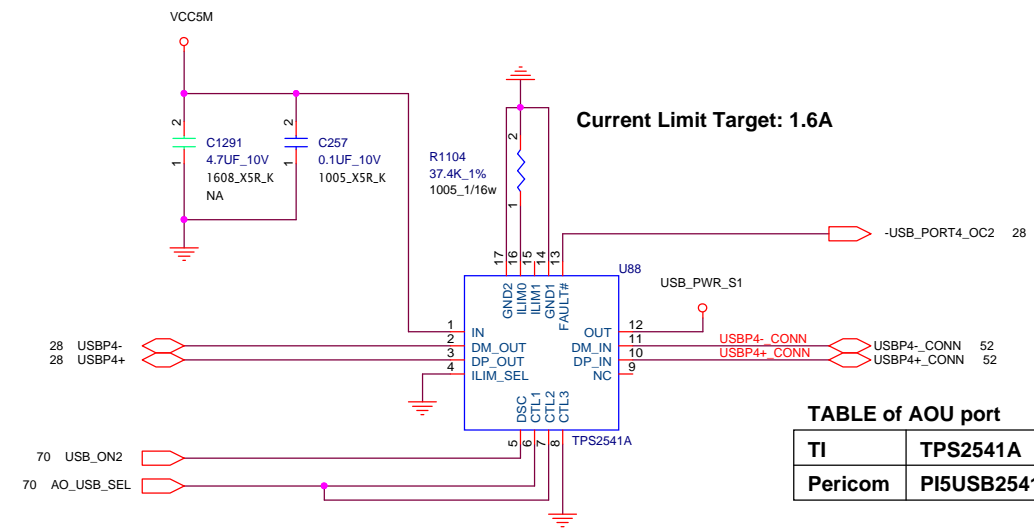 VCC5M
Current Limit Target: 1.6A
2
1
C1291
4.7UF_10V
1608_X5R_K
NA
2
1
C257
0.1UF_10V
1005_X5R_K
R1104
37.4K_1%
1005_1/16w
2
1
-USB_PORT4_OC2 28
17
16
15
14
13
U88
GND2
ILIM0
ILIM1
GND1
FAULT#
USB_PWR_S1
1 IN
OUT 12
28 USBP4-
2 DM_OUT
DM_IN 11
USBP4-_CONN
USBP4-_CONN 52
28 USBP4+
3 DP_OUT
DP_IN 10
USBP4+_CONN
USBP4+_CONN 52
4 ILIM_SEL
NC 9
DSC
CTL1
CTL2
CTL3
5
6
7
8
TPS2541A
70 USB_ON2
70 AO_USB_SEL
TABLE of AOU port
TI TPS2541A
Pericom